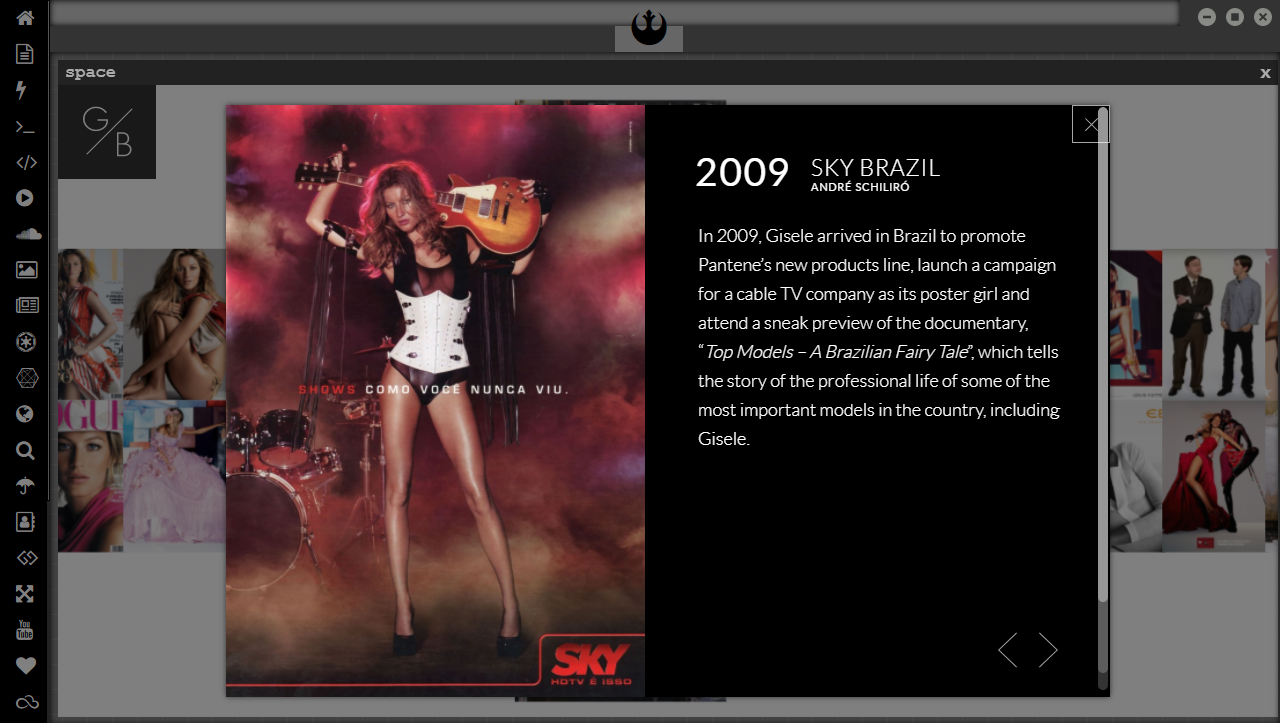 space
x
G/B
2009
SKY BRAZIL
ANDRÉ SCHILIRÓ
In 2009, Gisele arrived in Brazil to promote
Pantene’s new products line, launch a campaign
for a cable TV company as its poster girl and
attend a sneak preview of the documentary,
“Top Models – A Brazilian Fairy Tale”, which tells
the story of the professional life of some of the
most important models in the country, including
Gisele.
SHOWS COMO VOCÊ NUNCA VIU.
SKY
HDTV É ISSO
You
Tube